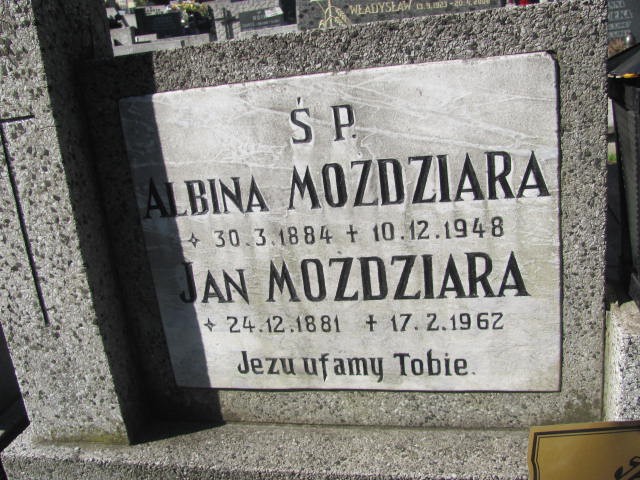 WŁADYSŁAW
Ś P.
ALBINA MOZDZIARA
✧ 30.3.1884 ✝ 10.12.1948
JAN MOZDZIARA
✧ 24.12.1881 ✝ 17.2.1962
Jezu ufamy Tobie.